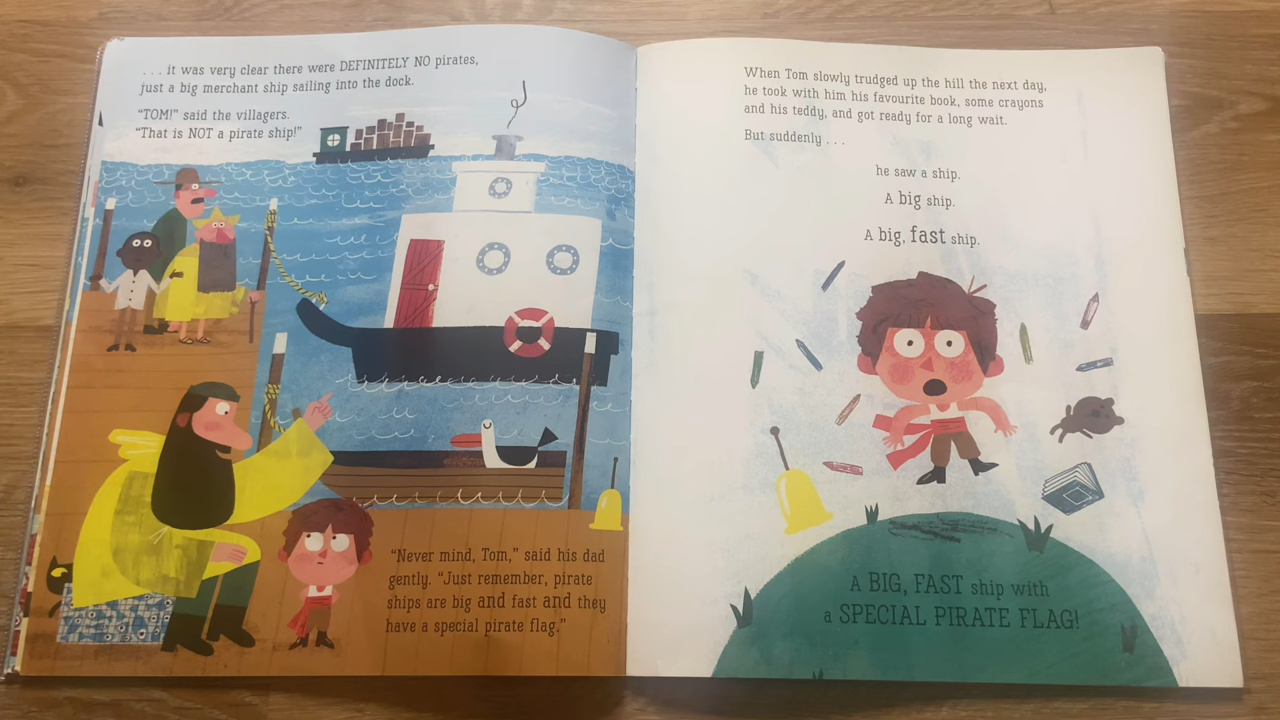 . . . it was very clear there were DEFINITELY NO pirates,
just a big merchant ship sailing into the dock.
“TOM!” said the villagers.
“That is NOT a pirate ship!”
“Never mind, Tom,” said his dad
gently. “Just remember, pirate
ships are big and fast and they
have a special pirate flag.”
When Tom slowly trudged up the hill the next day,
he took with him his favourite book, some crayons
and his teddy, and got ready for a long wait.
But suddenly . . .
he saw a ship.
A big ship.
A big, fast ship.
A BIG, FAST ship with
a SPECIAL PIRATE FLAG!